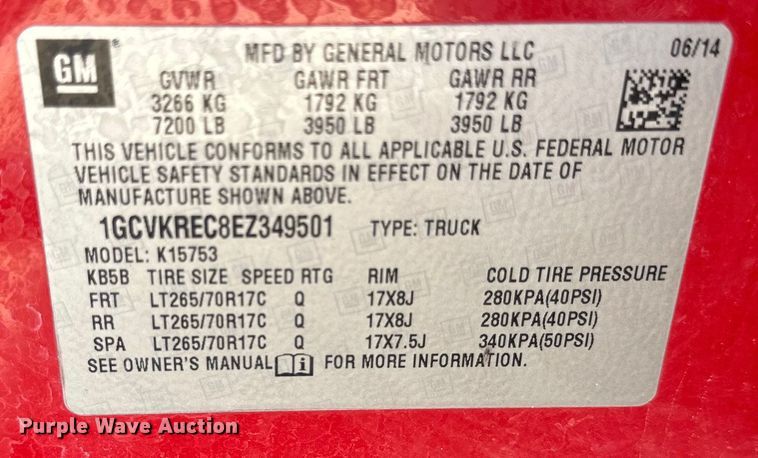 GM
MFD BY GENERAL MOTORS LLC 06/14
GVWR GAWR FRT GAWR RR
3266 KG 1792 KG 1792 KG
7200 LB 3950 LB 3950 LB
THIS VEHICLE CONFORMS TO ALL APPLICABLE U.S. FEDERAL MOTOR
VEHICLE SAFETY STANDARDS IN EFFECT ON THE DATE OF
MANUFACTURE SHOWN ABOVE.
1GCVKREC8EZ349501 TYPE: TRUCK
MODEL: K15753
KB5B TIRE SIZE SPEED RTG RIM COLD TIRE PRESSURE
FRT LT265/70R17C Q 17X8J 280KPA(40PSI)
RR LT265/70R17C Q 17X8J 280KPA(40PSI)
SPA LT265/70R17C Q 17X7.5J 340KPA(50PSI)
SEE OWNER'S MANUAL i FOR MORE INFORMATION.
Purple Wave Auction